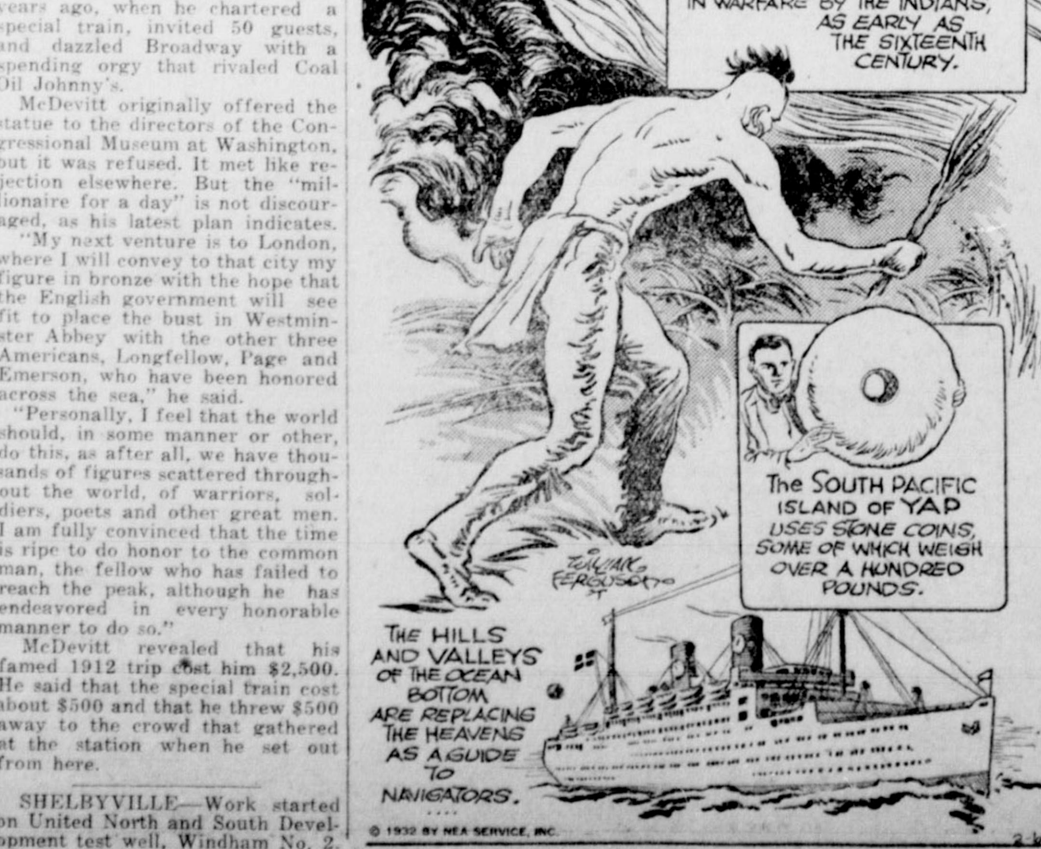 years ago, when he chartered a
special train, invited 50 guests,
and dazzled Broadway with a
spending orgy that rivaled Coal
Oil Johnny's.
McDevitt originally offered the
statue to the directors of the Con-
gressional Museum at Washington,
but it was refused. It met like re-
jection elsewhere. But the "mil-
lionaire for a day" is not discour-
aged, as his latest plan indicates.
"My next venture is to London,
where I will convey to that city my
figure in bronze with the hope that
the English government will see
fit to place the bust in Westmin-
ster Abbey with the other three
Americans, Longfellow, Page and
Emerson, who have been honored
across the sea," he said.
"Personally, I feel that the world
should, in some manner or other,
do this, as after all, we have thou-
sands of figures scattered through-
out the world, of warriors, sol-
diers, poets and other great men.
I am fully convinced that the time
is ripe to do honor to the common
man, the fellow who has failed to
reach the peak, although he has
endeavored in every honorable
manner to do so."
McDevitt revealed that his
famed 1912 trip cost him $2,500.
He said that the special train cost
about $500 and that he threw $500
away to the crowd that gathered
at the station when he set out
from here.
SHELBYVILLE—Work started
on United North and South Devel-
opment test well, Windham No. 2.
IN WARFARE BY THE INDIANS,
AS EARLY AS
THE SIXTEENTH
CENTURY.
THE SOUTH PACIFIC
ISLAND OF YAP
USES STONE COINS,
SOME OF WHICH WEIGH
OVER A HUNDRED
POUNDS.
WILLIAM
FERGUSON
THE HILLS
AND VALLEYS
OF THE OCEAN
BOTTOM
ARE REPLACING
THE HEAVENS
AS A GUIDE
TO
NAVIGATORS.
© 1932 BY NEA SERVICE, INC.